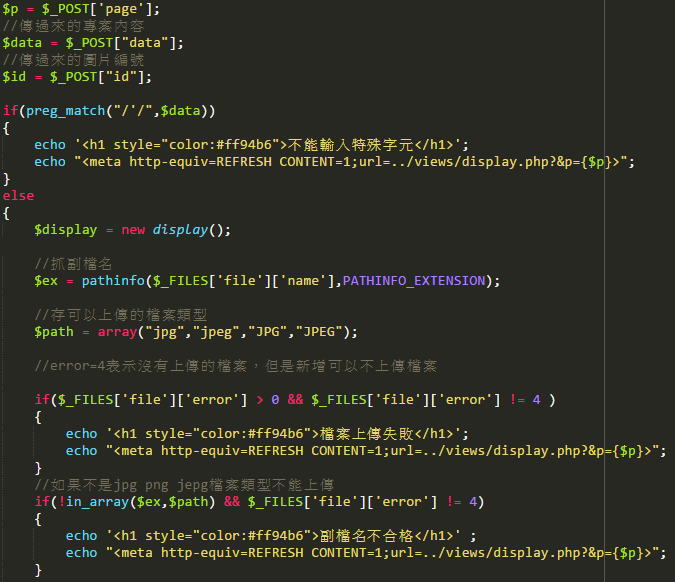 $p = $_POST['page'];
//傳過來的專案內容
$data = $_POST["data"];
//傳過來的圖片編號
$id = $_POST["id"];
if(preg_match("/'/",$data))
{
echo '<h1 style="color:#ff94b6">不能輸入特殊字元</h1>';
echo "<meta http-equiv=REFRESH CONTENT=1;url=../views/display.php?&p={$p}>";
}
else
{
$display = new display();
//抓副檔名
$ex = pathinfo($_FILES['file']['name'],PATHINFO_EXTENSION);
//存可以上傳的檔案類型
$path = array("jpg","jpeg","JPG","JPEG");
//error=4表示沒有上傳的檔案，但是新增可以不上傳檔案
if($_FILES['file']['error'] > 0 && $_FILES['file']['error'] != 4 )
{
echo '<h1 style="color:#ff94b6">檔案上傳失敗</h1>';
echo "<meta http-equiv=REFRESH CONTENT=1;url=../views/display.php?&p={$p}>";
}
//如果不是jpg png jepg檔案類型不能上傳
if(!in_array($ex,$path) && $_FILES['file']['error'] != 4)
{
echo '<h1 style="color:#ff94b6">副檔名不合格</h1>' ;
echo "<meta http-equiv=REFRESH CONTENT=1;url=../views/display.php?&p={$p}>";
}